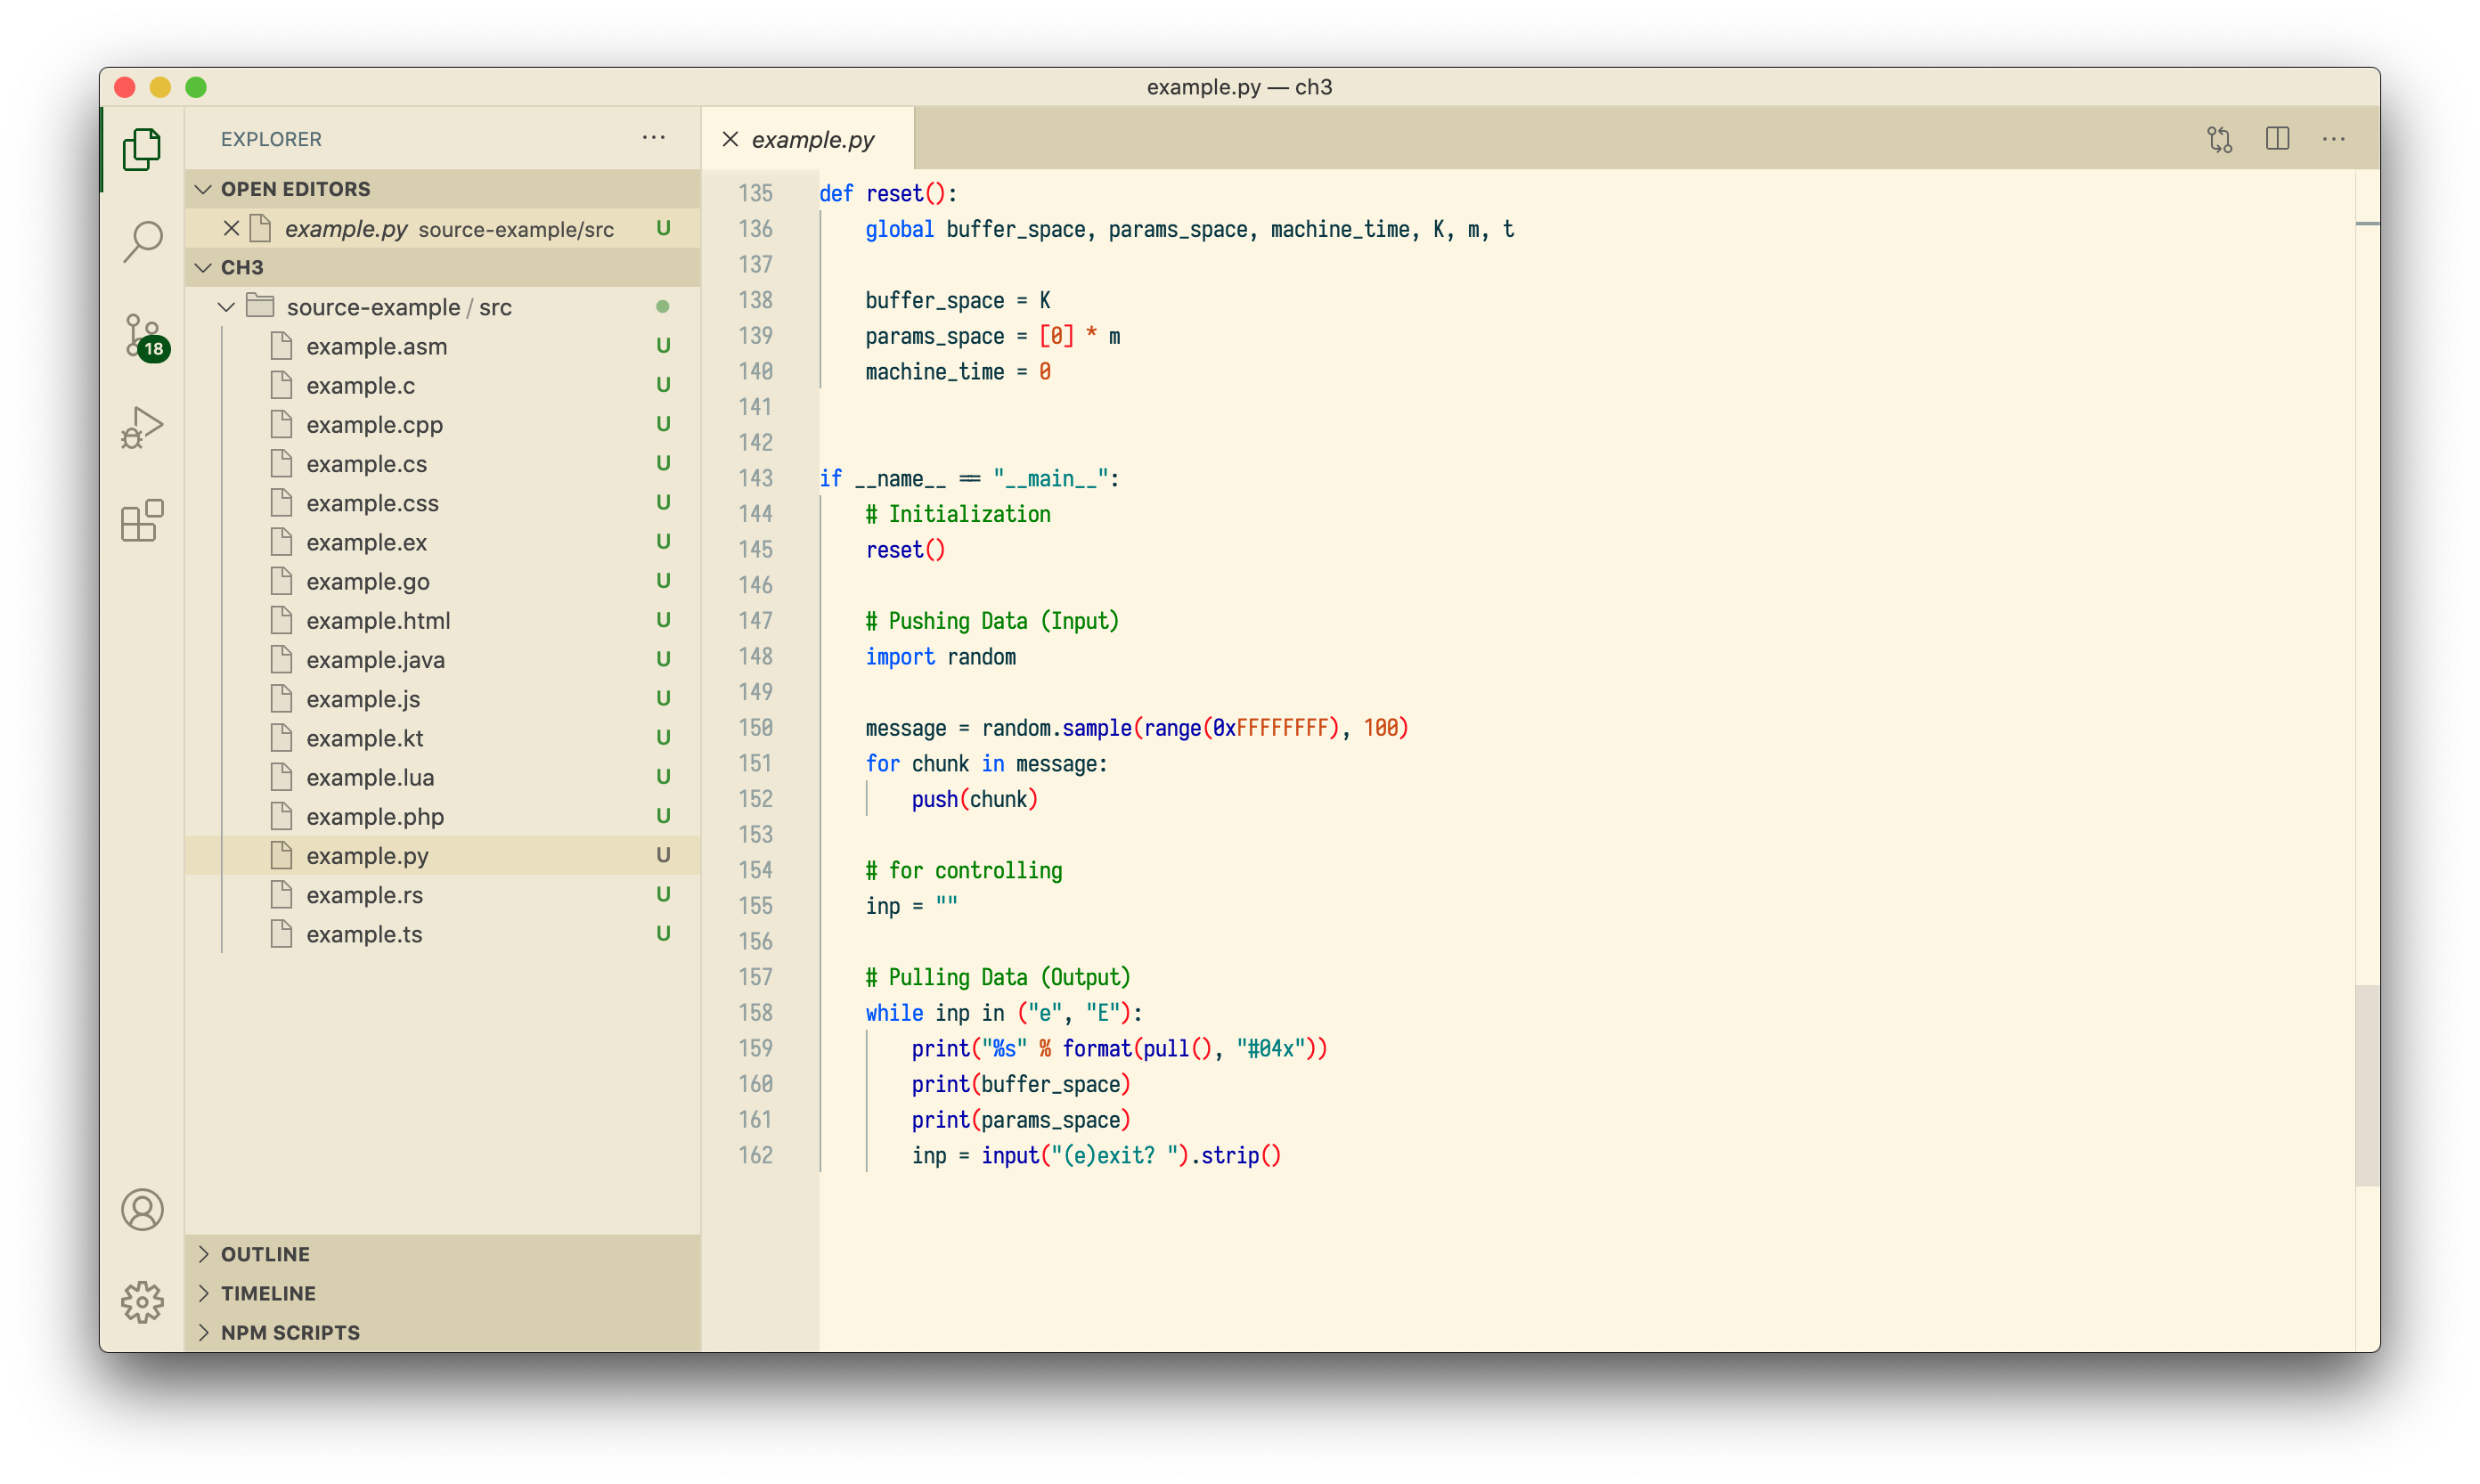 example.py — ch3
EXPLORER
OPEN EDITORS
example.py source-example/src U
CH3
source-example / src
example.asm U
example.c U
example.cpp U
example.cs U
example.css U
example.ex U
example.go U
example.html U
example.java U
example.js U
example.kt U
example.lua U
example.php U
example.py U
example.rs U
example.ts U
OUTLINE
TIMELINE
NPM SCRIPTS
18
example.py
135 def reset():
136     global buffer_space, params_space, machine_time, K, m, t
137
138     buffer_space = K
139     params_space = [0] * m
140     machine_time = 0
141
142
143 if __name__ == "__main__":
144     # Initialization
145     reset()
146
147     # Pushing Data (Input)
148     import random
149
150     message = random.sample(range(0xFFFFFFFF), 100)
151     for chunk in message:
152         push(chunk)
153
154     # for controlling
155     inp = ""
156
157     # Pulling Data (Output)
158     while inp in ("e", "E"):
159         print("%s" % format(pull(), "#04x"))
160         print(buffer_space)
161         print(params_space)
162         inp = input("(e)exit? ").strip()